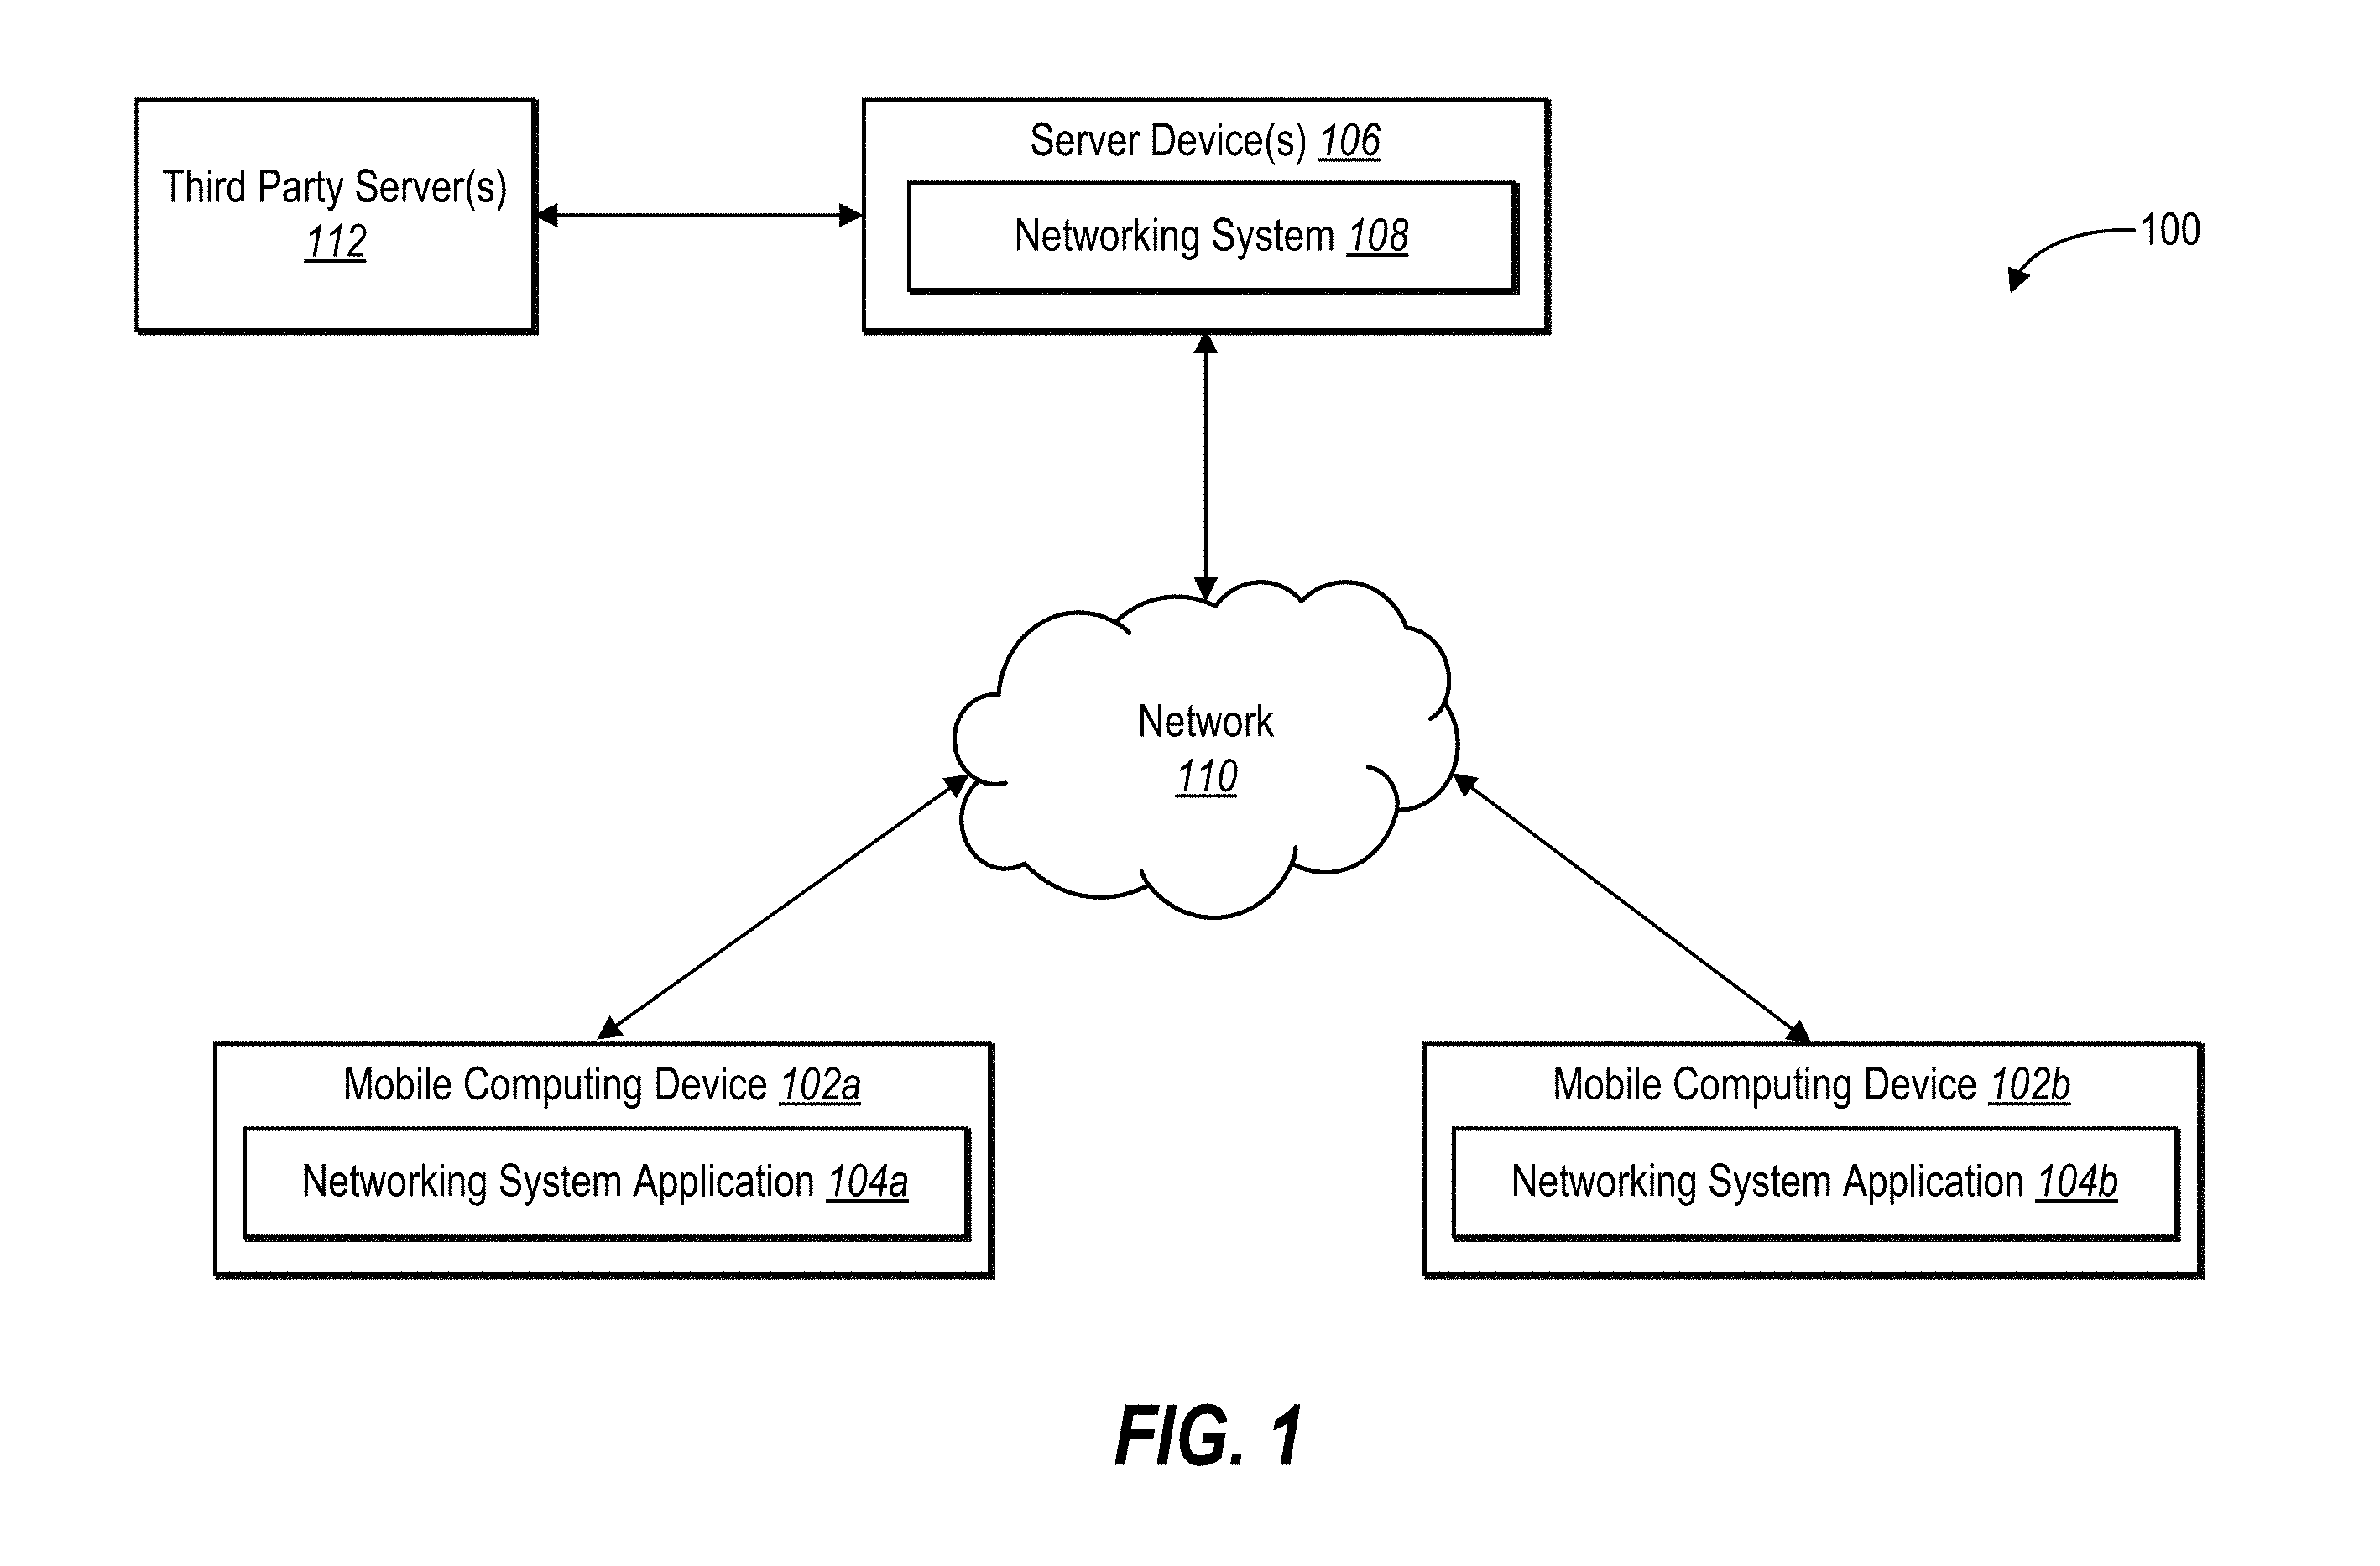 Third Party Server(s)
112
Server Device(s) 106
Networking System 108
100
Network
110
Mobile Computing Device 102a
Networking System Application 104a
Mobile Computing Device 102b
Networking System Application 104b
FIG. 1